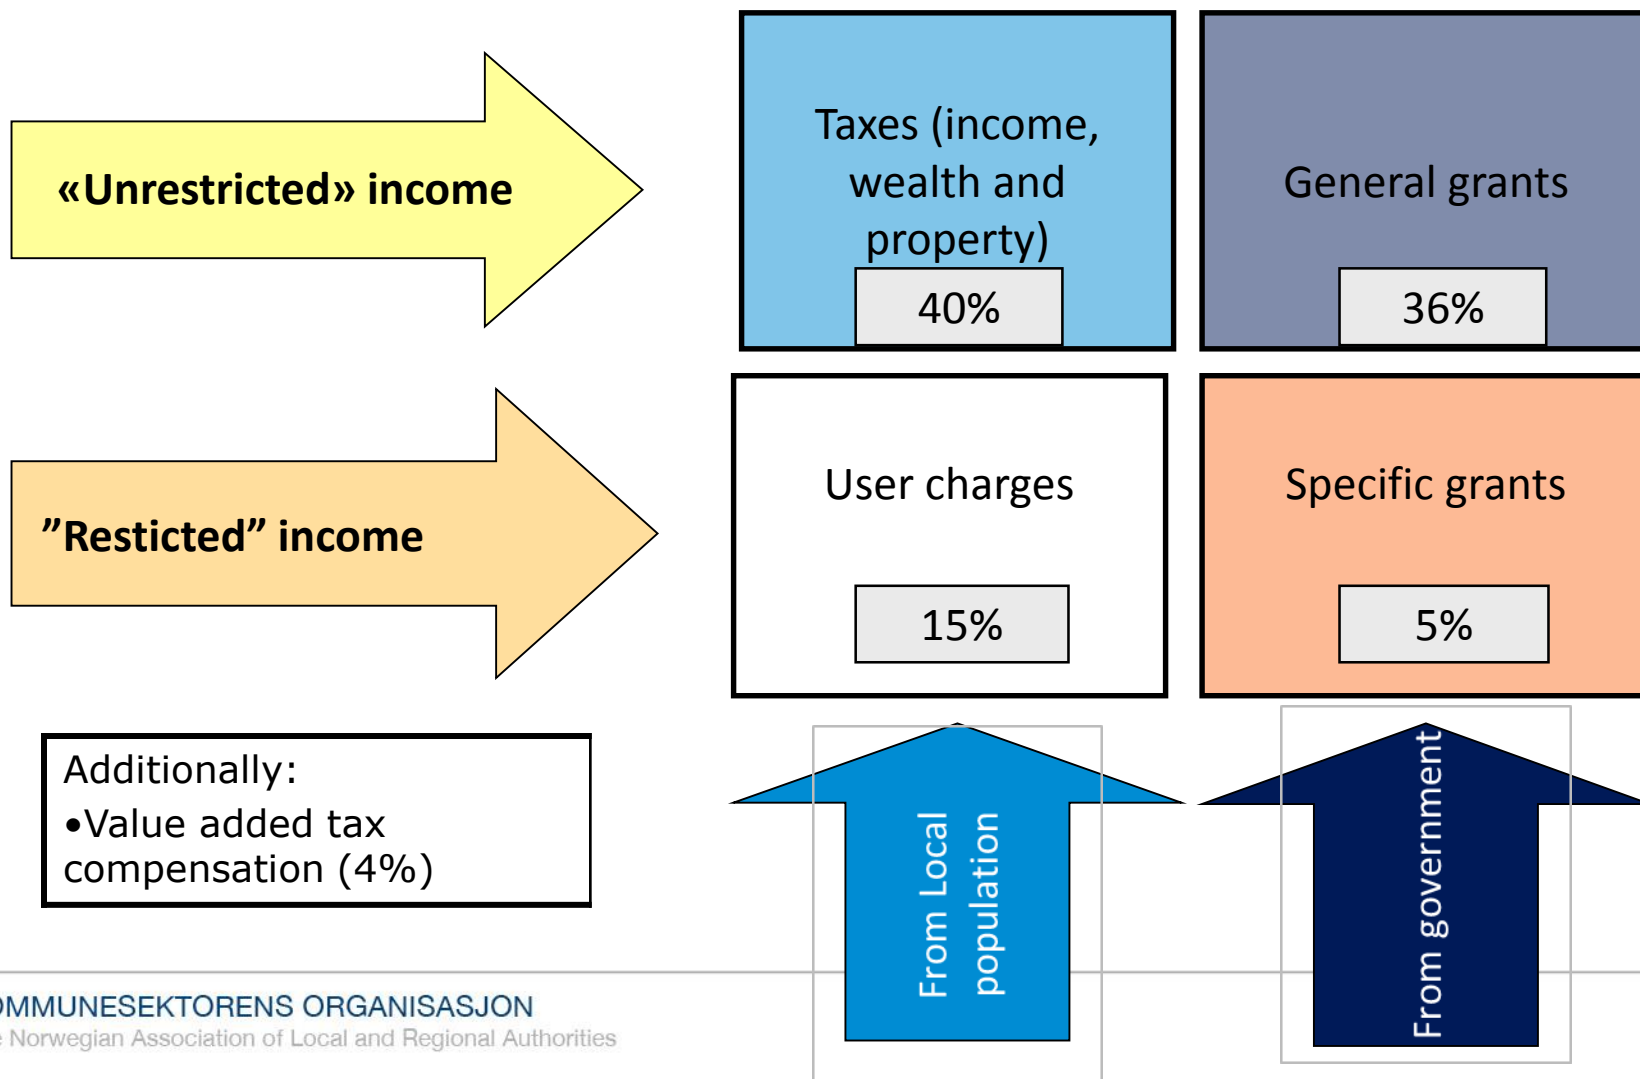 «Unrestricted» income
Taxes (income,
wealth and
property)
40%
General grants
36%
”Resticted” income
User charges
15%
Specific grants
5%
Additionally:
•Value added tax
compensation (4%)
From Local
population
From government
OMMUNESEKTORENS ORGANISASJON
e Norwegian Association of Local and Regional Authorities